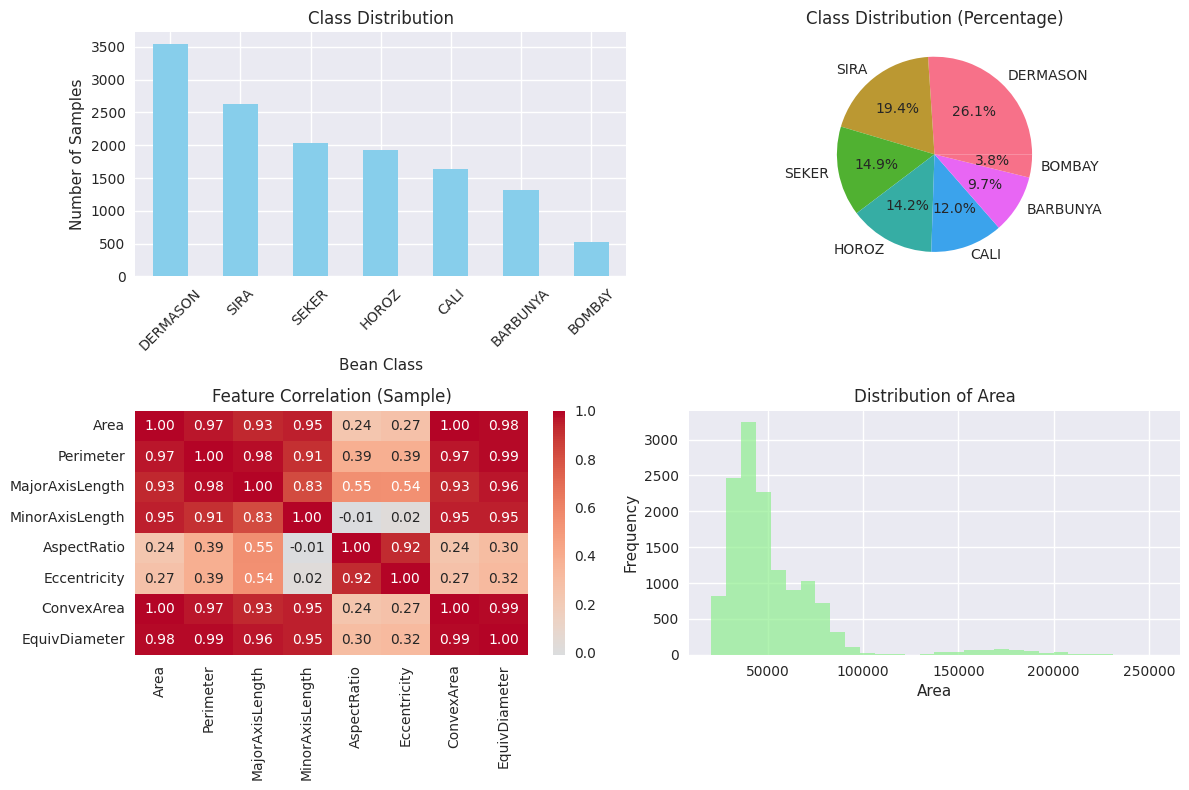 Class Distribution
3500
3000
2500
2000
1500
1000
500
0
Number of Samples
DERMASON
SIRA
SEKER
HOROZ
CALI
BARBUNYA
BOMBAY
Bean Class
Class Distribution (Percentage)
DERMASON
26.1%
SIRA
19.4%
SEKER
14.9%
HOROZ
14.2%
CALI
12.0%
BARBUNYA
9.7%
BOMBAY
3.8%
Feature Correlation (Sample)
Area 1.00 0.97 0.93 0.95 0.24 0.27 1.00 0.98
Perimeter 0.97 1.00 0.98 0.91 0.39 0.39 0.97 0.99
MajorAxisLength 0.93 0.98 1.00 0.83 0.55 0.54 0.93 0.96
MinorAxisLength 0.95 0.91 0.83 1.00 -0.01 0.02 0.95 0.95
AspectRatio 0.24 0.39 0.55 -0.01 1.00 0.92 0.24 0.30
Eccentricity 0.27 0.39 0.54 0.02 0.92 1.00 0.27 0.32
ConvexArea 1.00 0.97 0.93 0.95 0.24 0.27 1.00 0.99
EquivDiameter 0.98 0.99 0.96 0.95 0.30 0.32 0.99 1.00
Area
Perimeter
MajorAxisLength
MinorAxisLength
AspectRatio
Eccentricity
ConvexArea
EquivDiameter
1.0
0.8
0.6
0.4
0.2
0.0
Distribution of Area
3000
2500
2000
1500
1000
500
0
Frequency
50000 100000 150000 200000 250000
Area